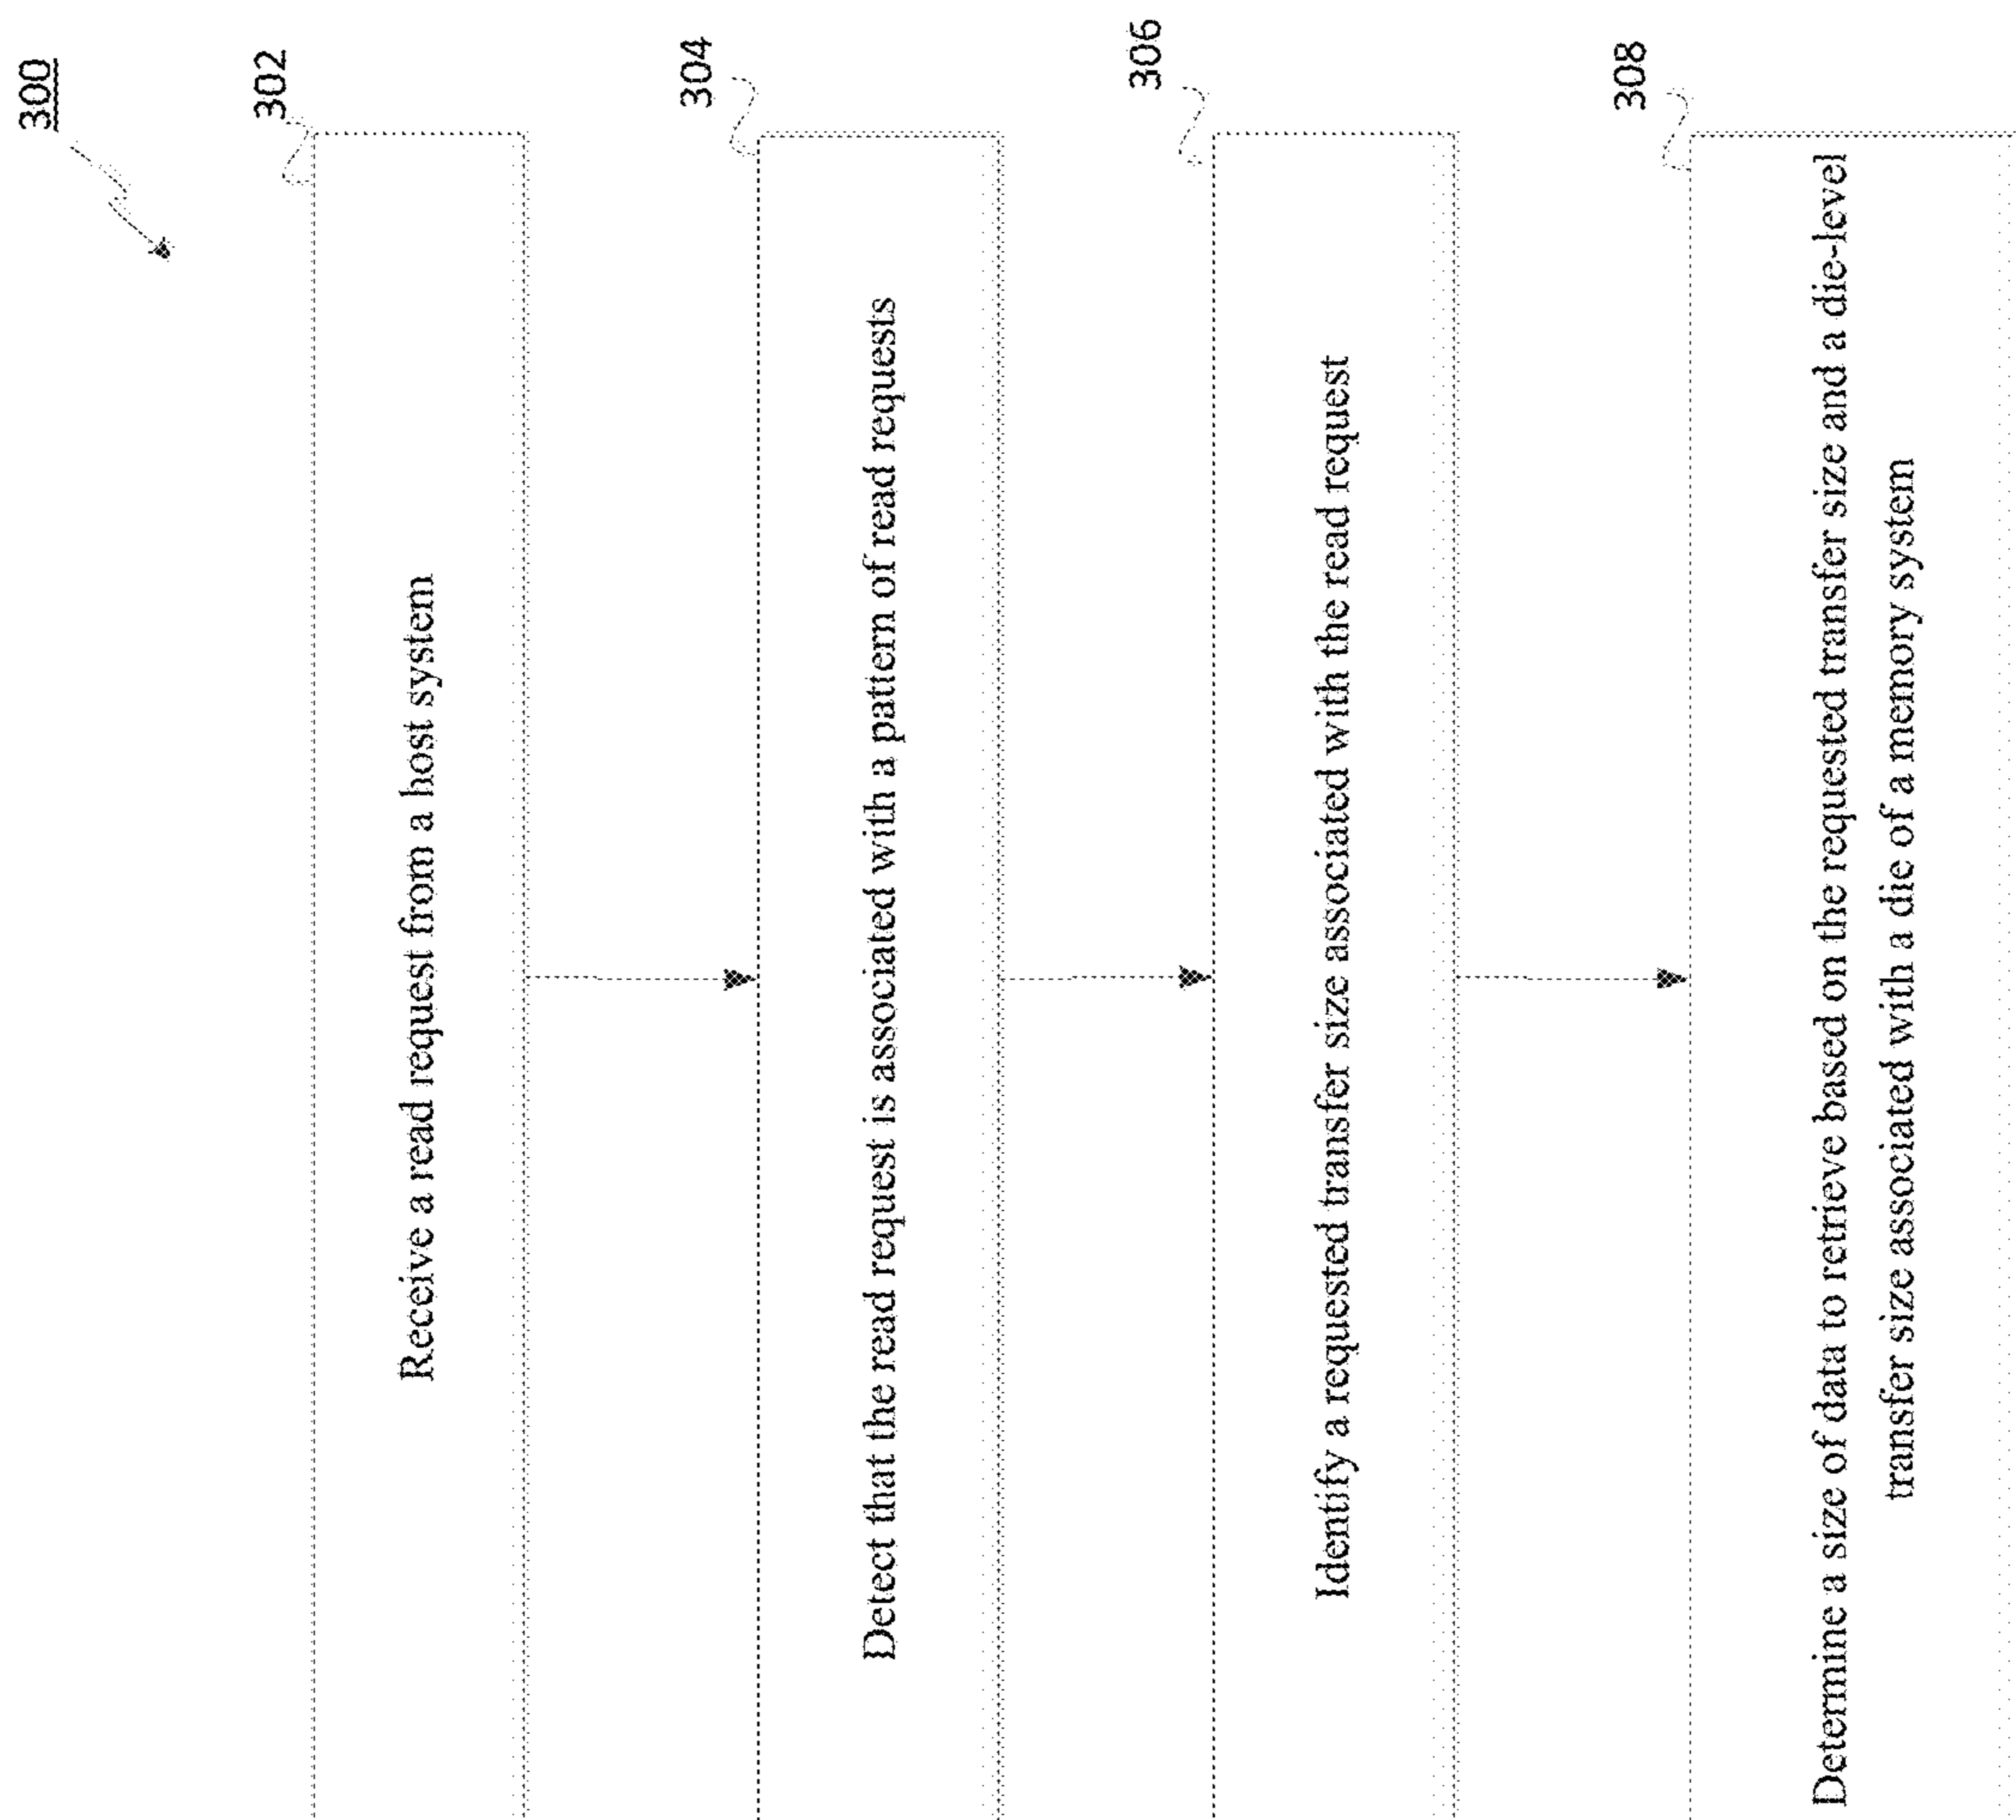 300
302
Receive a read request from a host system
304
Detect that the read request is associated with a pattern of read requests
306
Identify a requested transfer size associated with the read request
308
Determine a size of data to retrieve based on the requested transfer size and a die-level
transfer size associated with a die of a memory system